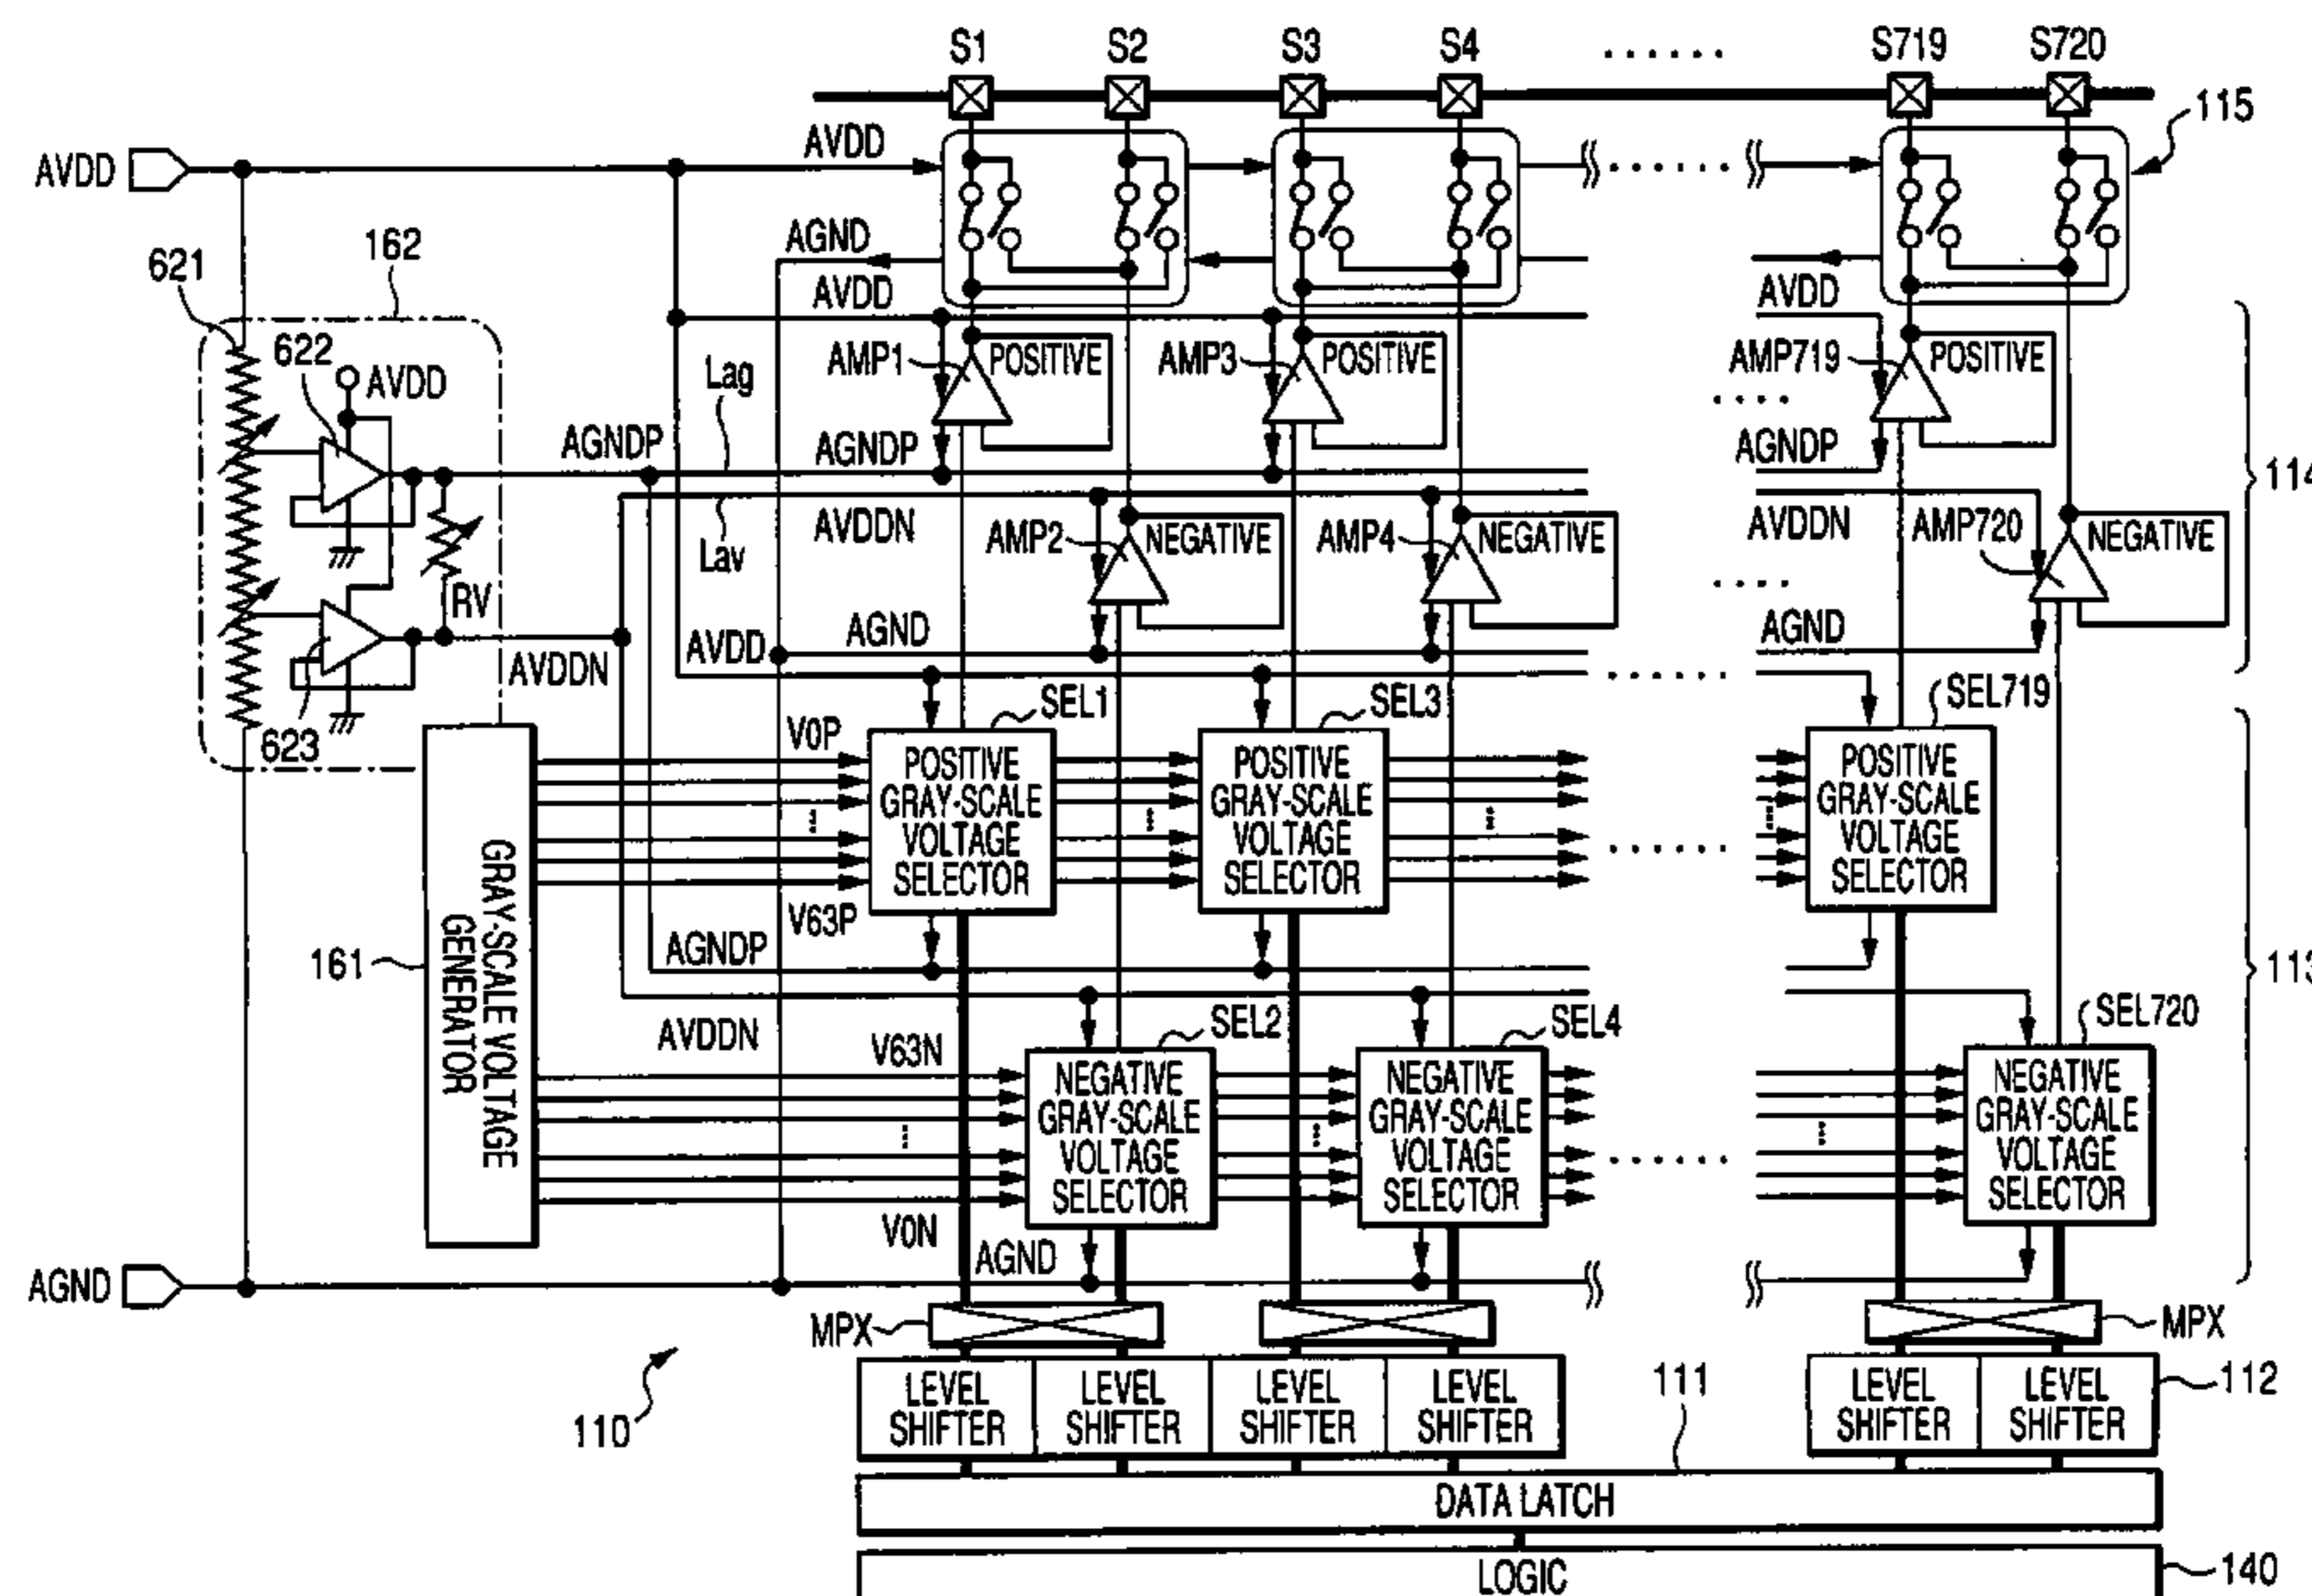 S1 S2 S3 S4 ...... S719 S720
115
AVDD AVDD
......
162
AGND
621
AVDD AVDD
622
AVDD
Lag
AMP1 POSITIVE AMP3 POSITIVE AMP719 POSITIVE
....
AGNDP AGNDP AGNDP
114
AVDDN AVDDN
Lav
AMP2 NEGATIVE AMP4 NEGATIVE AMP720 NEGATIVE
....
RV
AVDD AGND AGND
AVDDN
......
623
SEL1 SEL3 SEL719
V0P
POSITIVE GRAY-SCALE VOLTAGE SELECTOR
POSITIVE GRAY-SCALE VOLTAGE SELECTOR
......
POSITIVE GRAY-SCALE VOLTAGE SELECTOR
V63P
161
GRAY-SCALE VOLTAGE GENERATOR
AGNDP
113
AVDDN
SEL2 SEL4 SEL720
V63N
NEGATIVE GRAY-SCALE VOLTAGE SELECTOR
NEGATIVE GRAY-SCALE VOLTAGE SELECTOR
......
NEGATIVE GRAY-SCALE VOLTAGE SELECTOR
V0N
AGND
AGND
MPX MPX
110
LEVEL SHIFTER
LEVEL SHIFTER
LEVEL SHIFTER
LEVEL SHIFTER
111
LEVEL SHIFTER
LEVEL SHIFTER
112
DATA LATCH
LOGIC
140